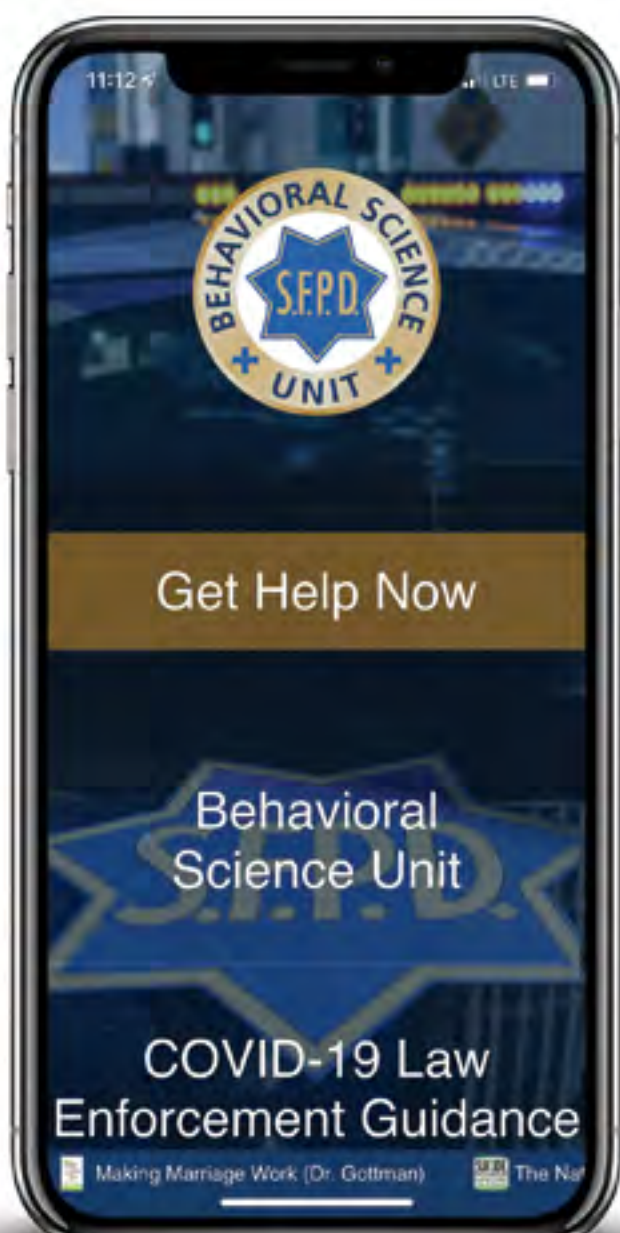 11:12
LTE
BEHAVIORAL SCIENCE
UNIT
S.F.P.D.
Get Help Now
Behavioral
Science Unit
S.F.P.D.
COVID-19 Law
Enforcement Guidance
Making Marriage Work (Dr. Gottman)
The Na